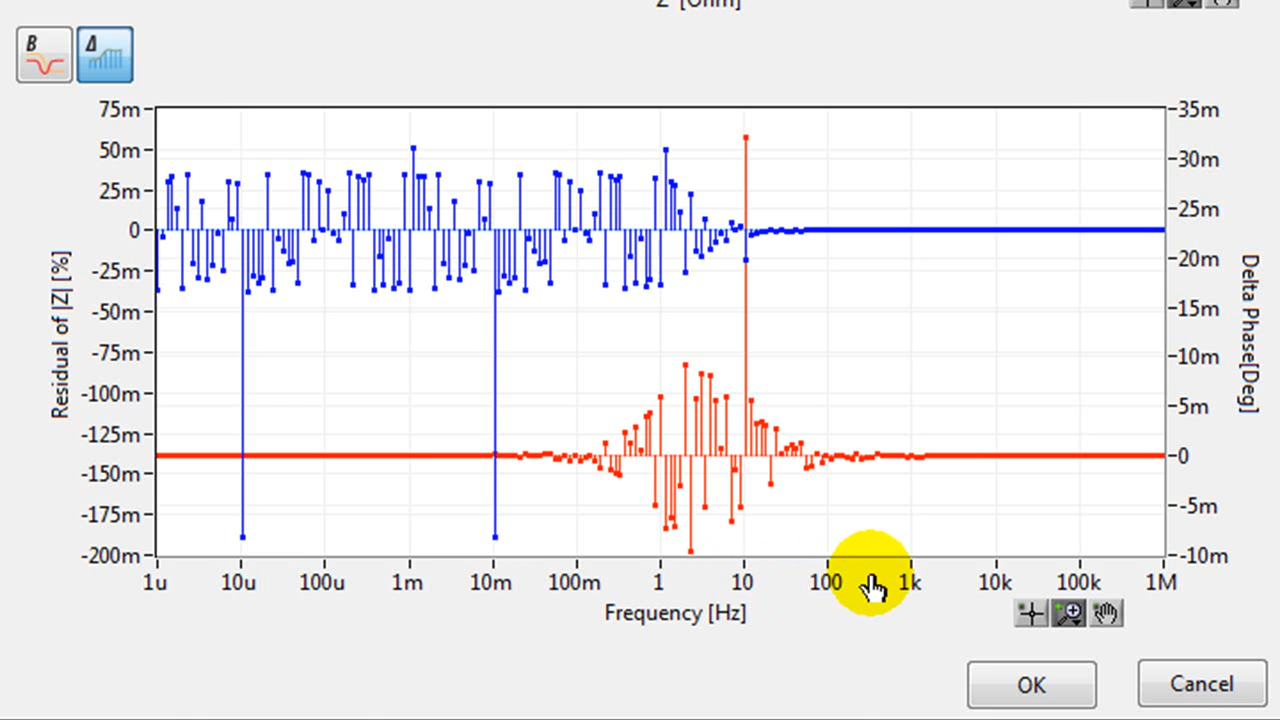 Z [Ohm]
B
Δ
75m
50m
25m
0
-25m
-50m
-75m
-100m
-125m
-150m
-175m
-200m
Residual of |Z| [%]
35m
30m
25m
20m
15m
10m
5m
0
-5m
-10m
Delta Phase[Deg]
1u 10u 100u 1m 10m 100m 1 10 100 1k 10k 100k 1M
Frequency [Hz]
OK Cancel